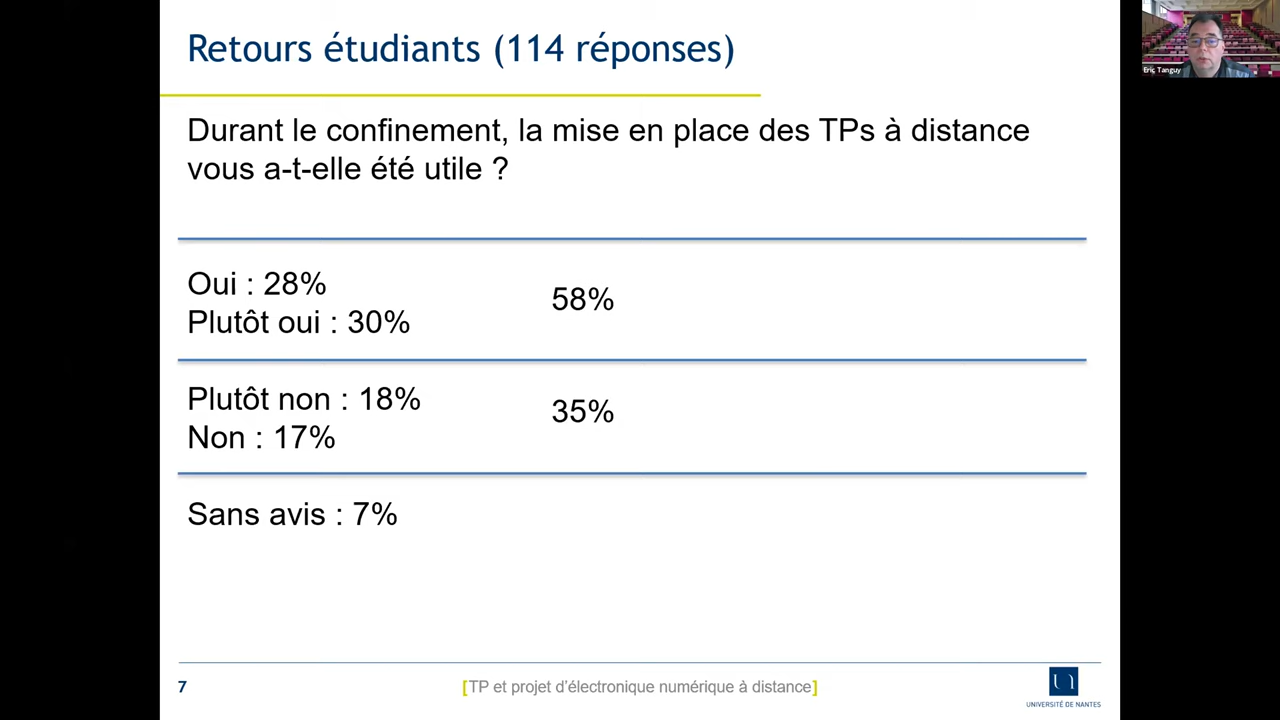 Retours étudiants (114 réponses)
Eric Tanguy
Durant le confinement, la mise en place des TPs à distance
vous a-t-elle été utile ?
Oui : 28%
Plutôt oui : 30%
58%
Plutôt non : 18%
Non : 17%
35%
Sans avis : 7%
7
[TP et projet d'électronique numérique à distance]
UNIVERSITÉ DE NANTES